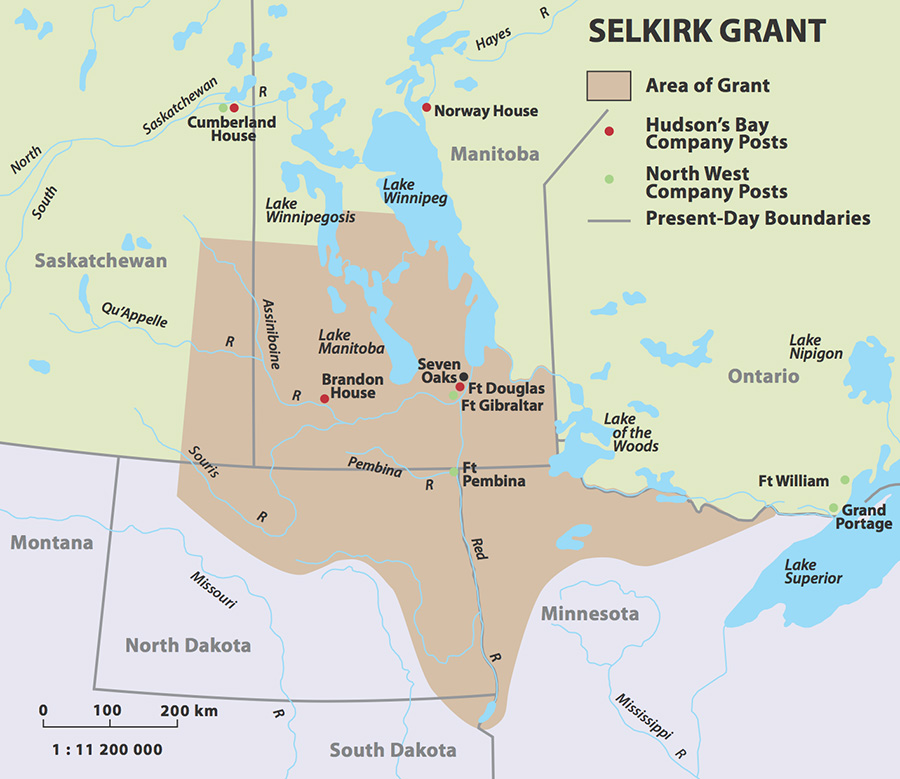 SELKIRK GRANT
Area of Grant
Hudson's Bay
Company Posts
North West
Company Posts
Present-Day Boundaries
Hayes
R
Saskatchewan
R
Cumberland
House
Norway House
Manitoba
North
South
Lake
Winnipeg
Lake
Winnipegosis
Saskatchewan
Qu'Appelle
R
Assiniboine
R
Lake
Manitoba
Brandon
House
Seven
Oaks
Ft Douglas
Ft Gibraltar
Lake
Nipigon
Ontario
Lake
of the
Woods
Souris
R
Pembina
R
Ft
Pembina
Ft William
Grand
Portage
Montana
Red
R
Lake
Superior
Missouri
R
Minnesota
North Dakota
Mississippi
R
South Dakota
0 100 200 km
1 : 11 200 000